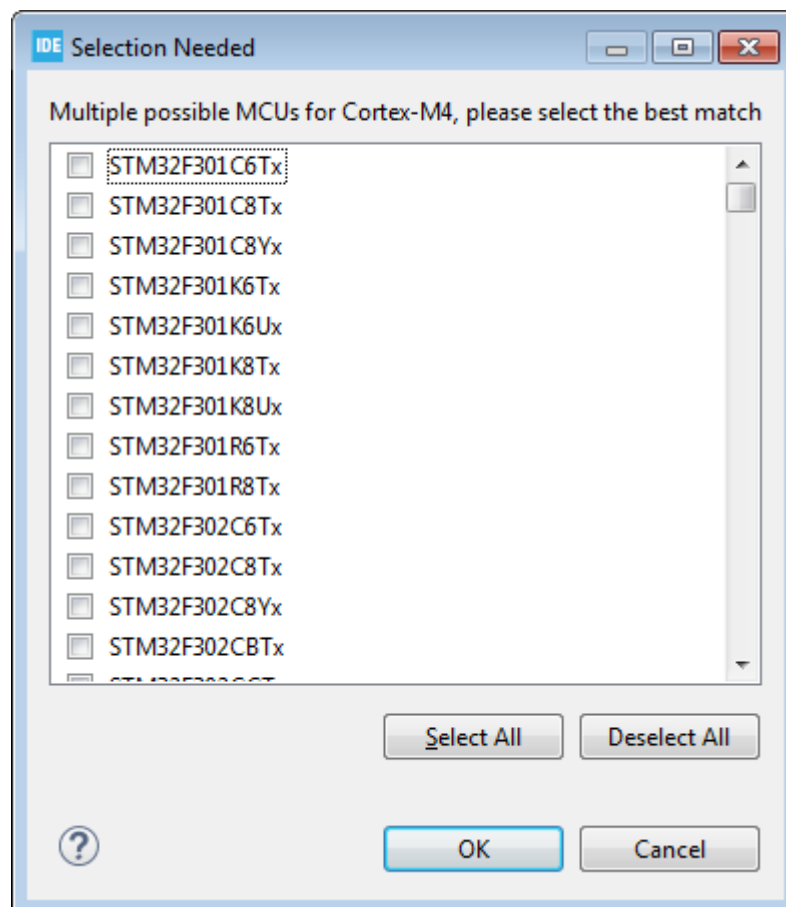 IDE Selection Needed
Multiple possible MCUs for Cortex-M4, please select the best match
STM32F301C6Tx
STM32F301C8Tx
STM32F301C8Yx
STM32F301K6Tx
STM32F301K6Ux
STM32F301K8Tx
STM32F301K8Ux
STM32F301R6Tx
STM32F301R8Tx
STM32F302C6Tx
STM32F302C8Tx
STM32F302C8Yx
STM32F302CBTx
Select All Deselect All
? OK Cancel